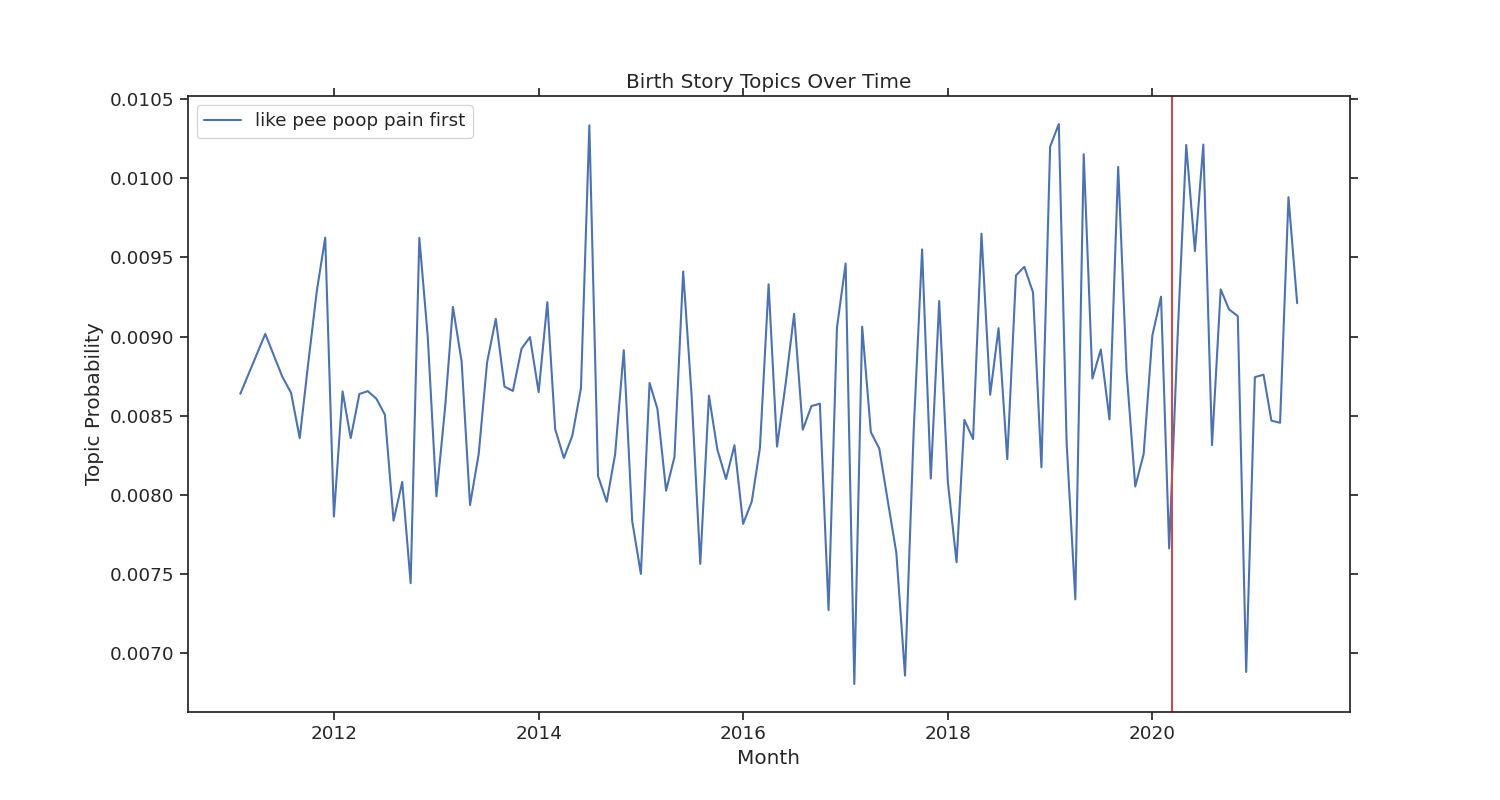 Birth Story Topics Over Time
like pee poop pain first
Topic Probability
0.0105
0.0100
0.0095
0.0090
0.0085
0.0080
0.0075
0.0070
2012 2014 2016 2018 2020
Month